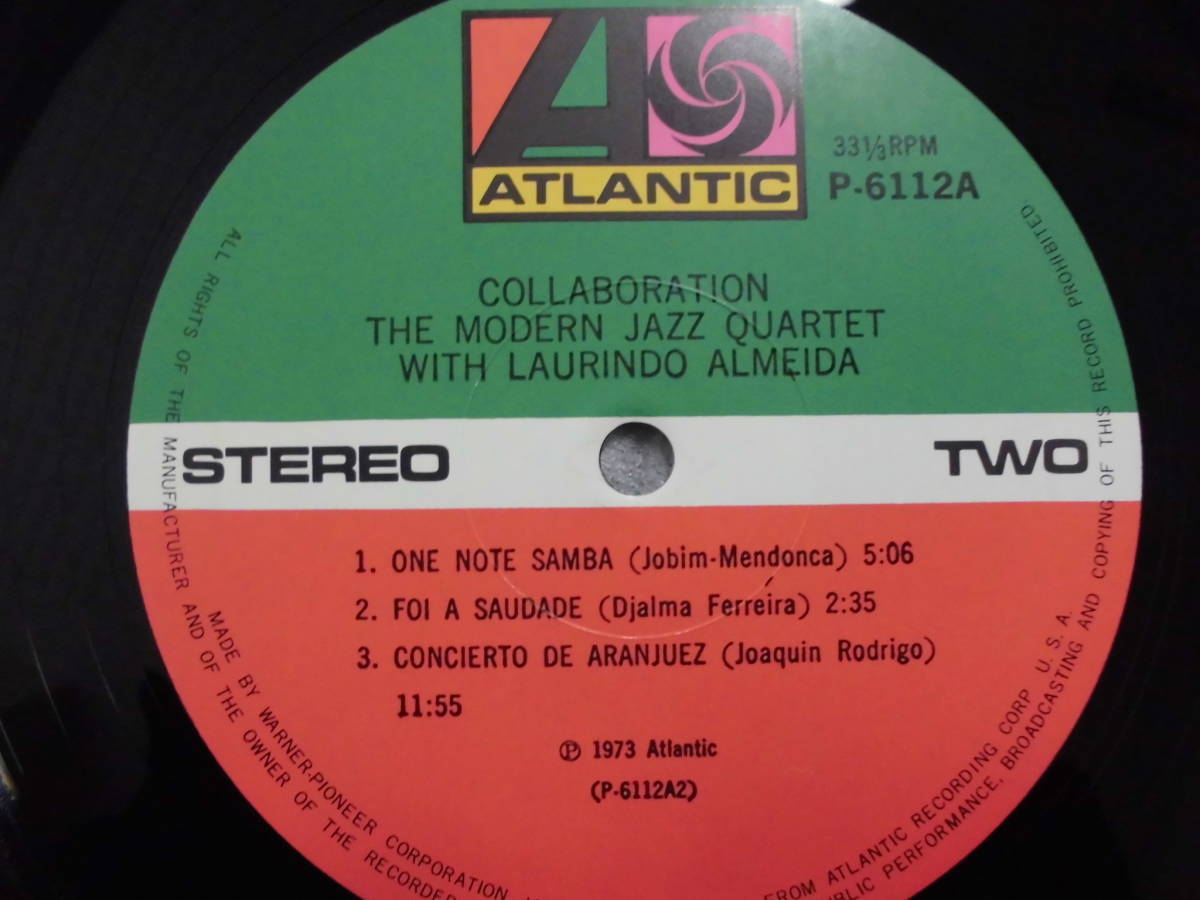 ATLANTIC
33⅓ RPM
P-6112A
COLLABORATION
THE MODERN JAZZ QUARTET
WITH LAURINDO ALMEIDA
STEREO
TWO
1. ONE NOTE SAMBA (Jobim-Mendonca) 5:06
2. FOI A SAUDADE (Djalma Ferreira) 2:35
3. CONCIERTO DE ARANJUEZ (Joaquin Rodrigo)
11:55
℗ 1973 Atlantic
(P-6112A2)
ALL RIGHTS OF THE MANUFACTURER AND OF THE OWNER OF THE RECORDED
PUBLIC PERFORMANCE, BROADCASTING AND COPYING OF THIS RECORD PROHIBITED.
MADE BY WARNER-PIONEER CORPORATION
FROM ATLANTIC RECORDING CORP U.S.A.